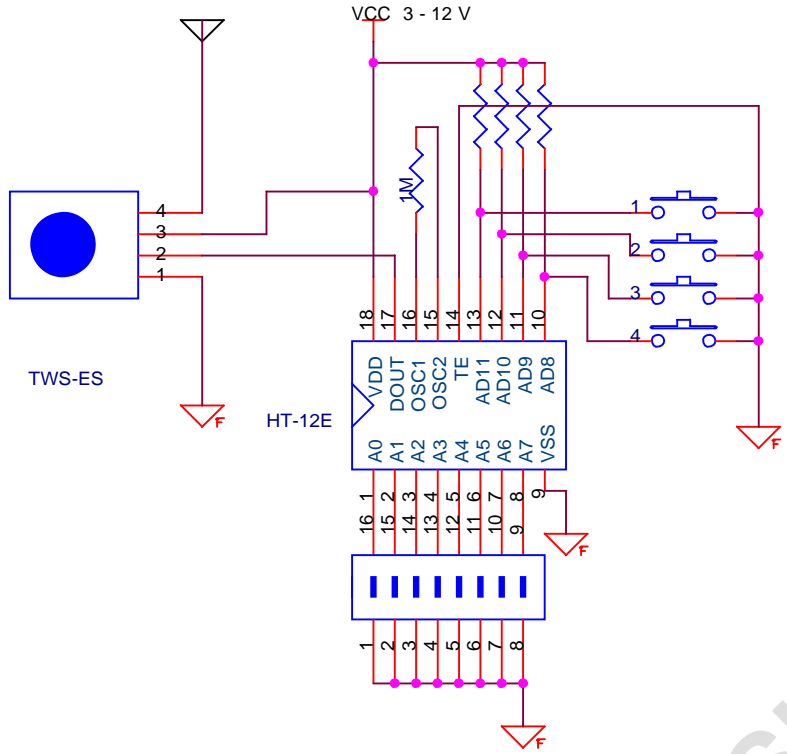 VCC 3 - 12 V
1M
4
3
2
1
1
2
3
4
TWS-ES
HT-12E
18 17 16 15 14 13 12 11 10
VDD DOUT OSC1 OSC2 TE AD11 AD10 AD9 AD8
A0 A1 A2 A3 A4 A5 A6 A7 VSS
1 2 3 4 5 6 7 8 9
16 15 14 13 12 11 10 9
1 2 3 4 5 6 7 8
F
F
F
F